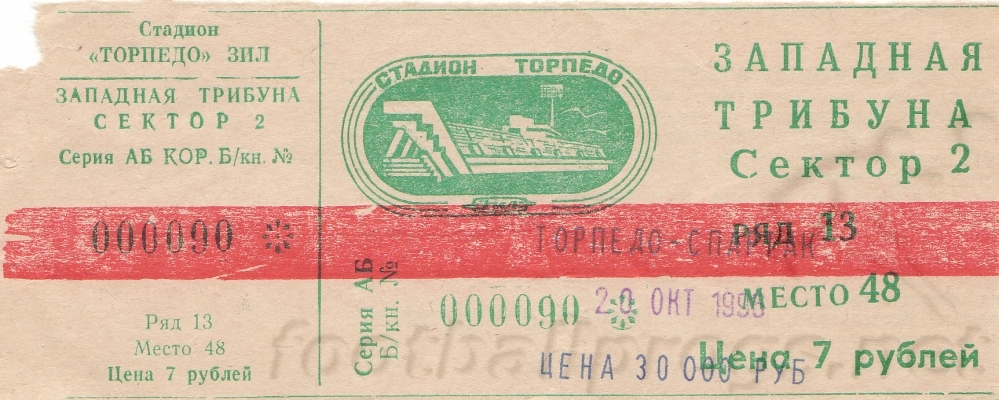 Стадион
«ТОРПЕДО» ЗИЛ
ЗАПАДНАЯ ТРИБУНА
СЕКТОР 2
Серия АБ КОР. Б/кн. №
000090
Ряд 13
Место 48
Цена 7 рублей
СТАДИОН ТОРПЕДО
Серия АБ
Б/кн. №
000090
ЗАПАДНАЯ
ТРИБУНА
Сектор 2
РЯД 13
МЕСТО 48
Цена 7 рублей
ТОРПЕДО-СПАРТАК
20 ОКТ
ЦЕНА 30 000 РУБ